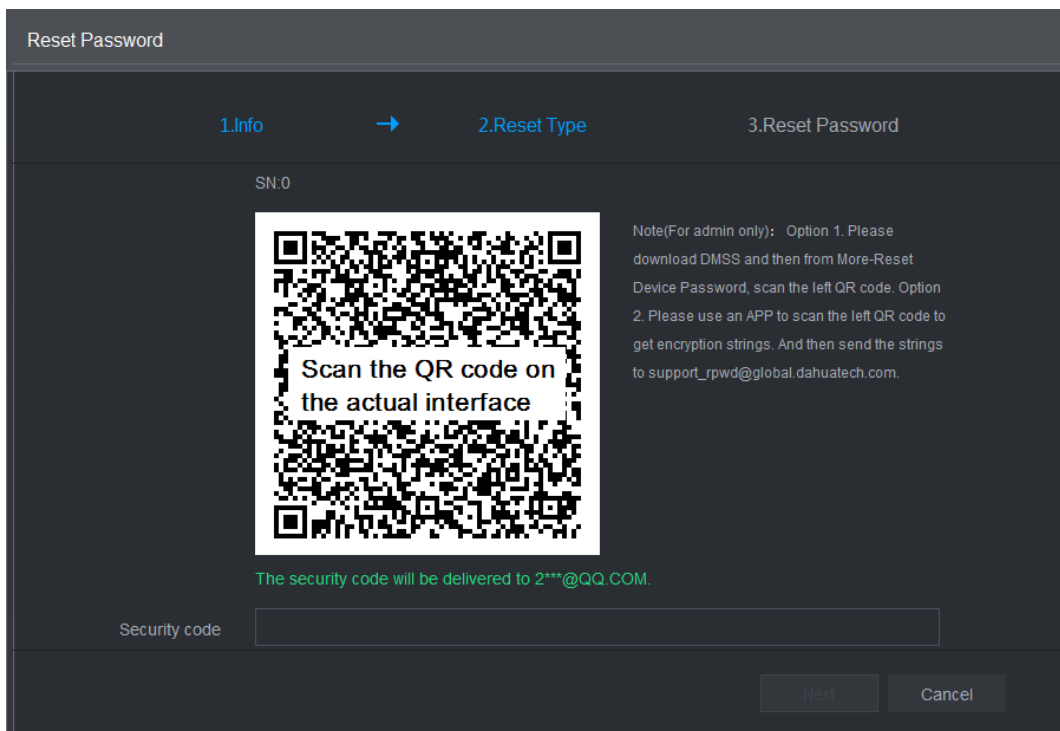 Reset Password
1.Info → 2.Reset Type 3.Reset Password
SN:0
Note(For admin only): Option 1. Please
download DMSS and then from More-Reset
Device Password, scan the left QR code. Option
2. Please use an APP to scan the left QR code to
get encryption strings. And then send the strings
to support_rpwd@global.dahuatech.com.
Scan the QR code on
the actual interface
The security code will be delivered to 2***@QQ.COM.
Security code
Next Cancel